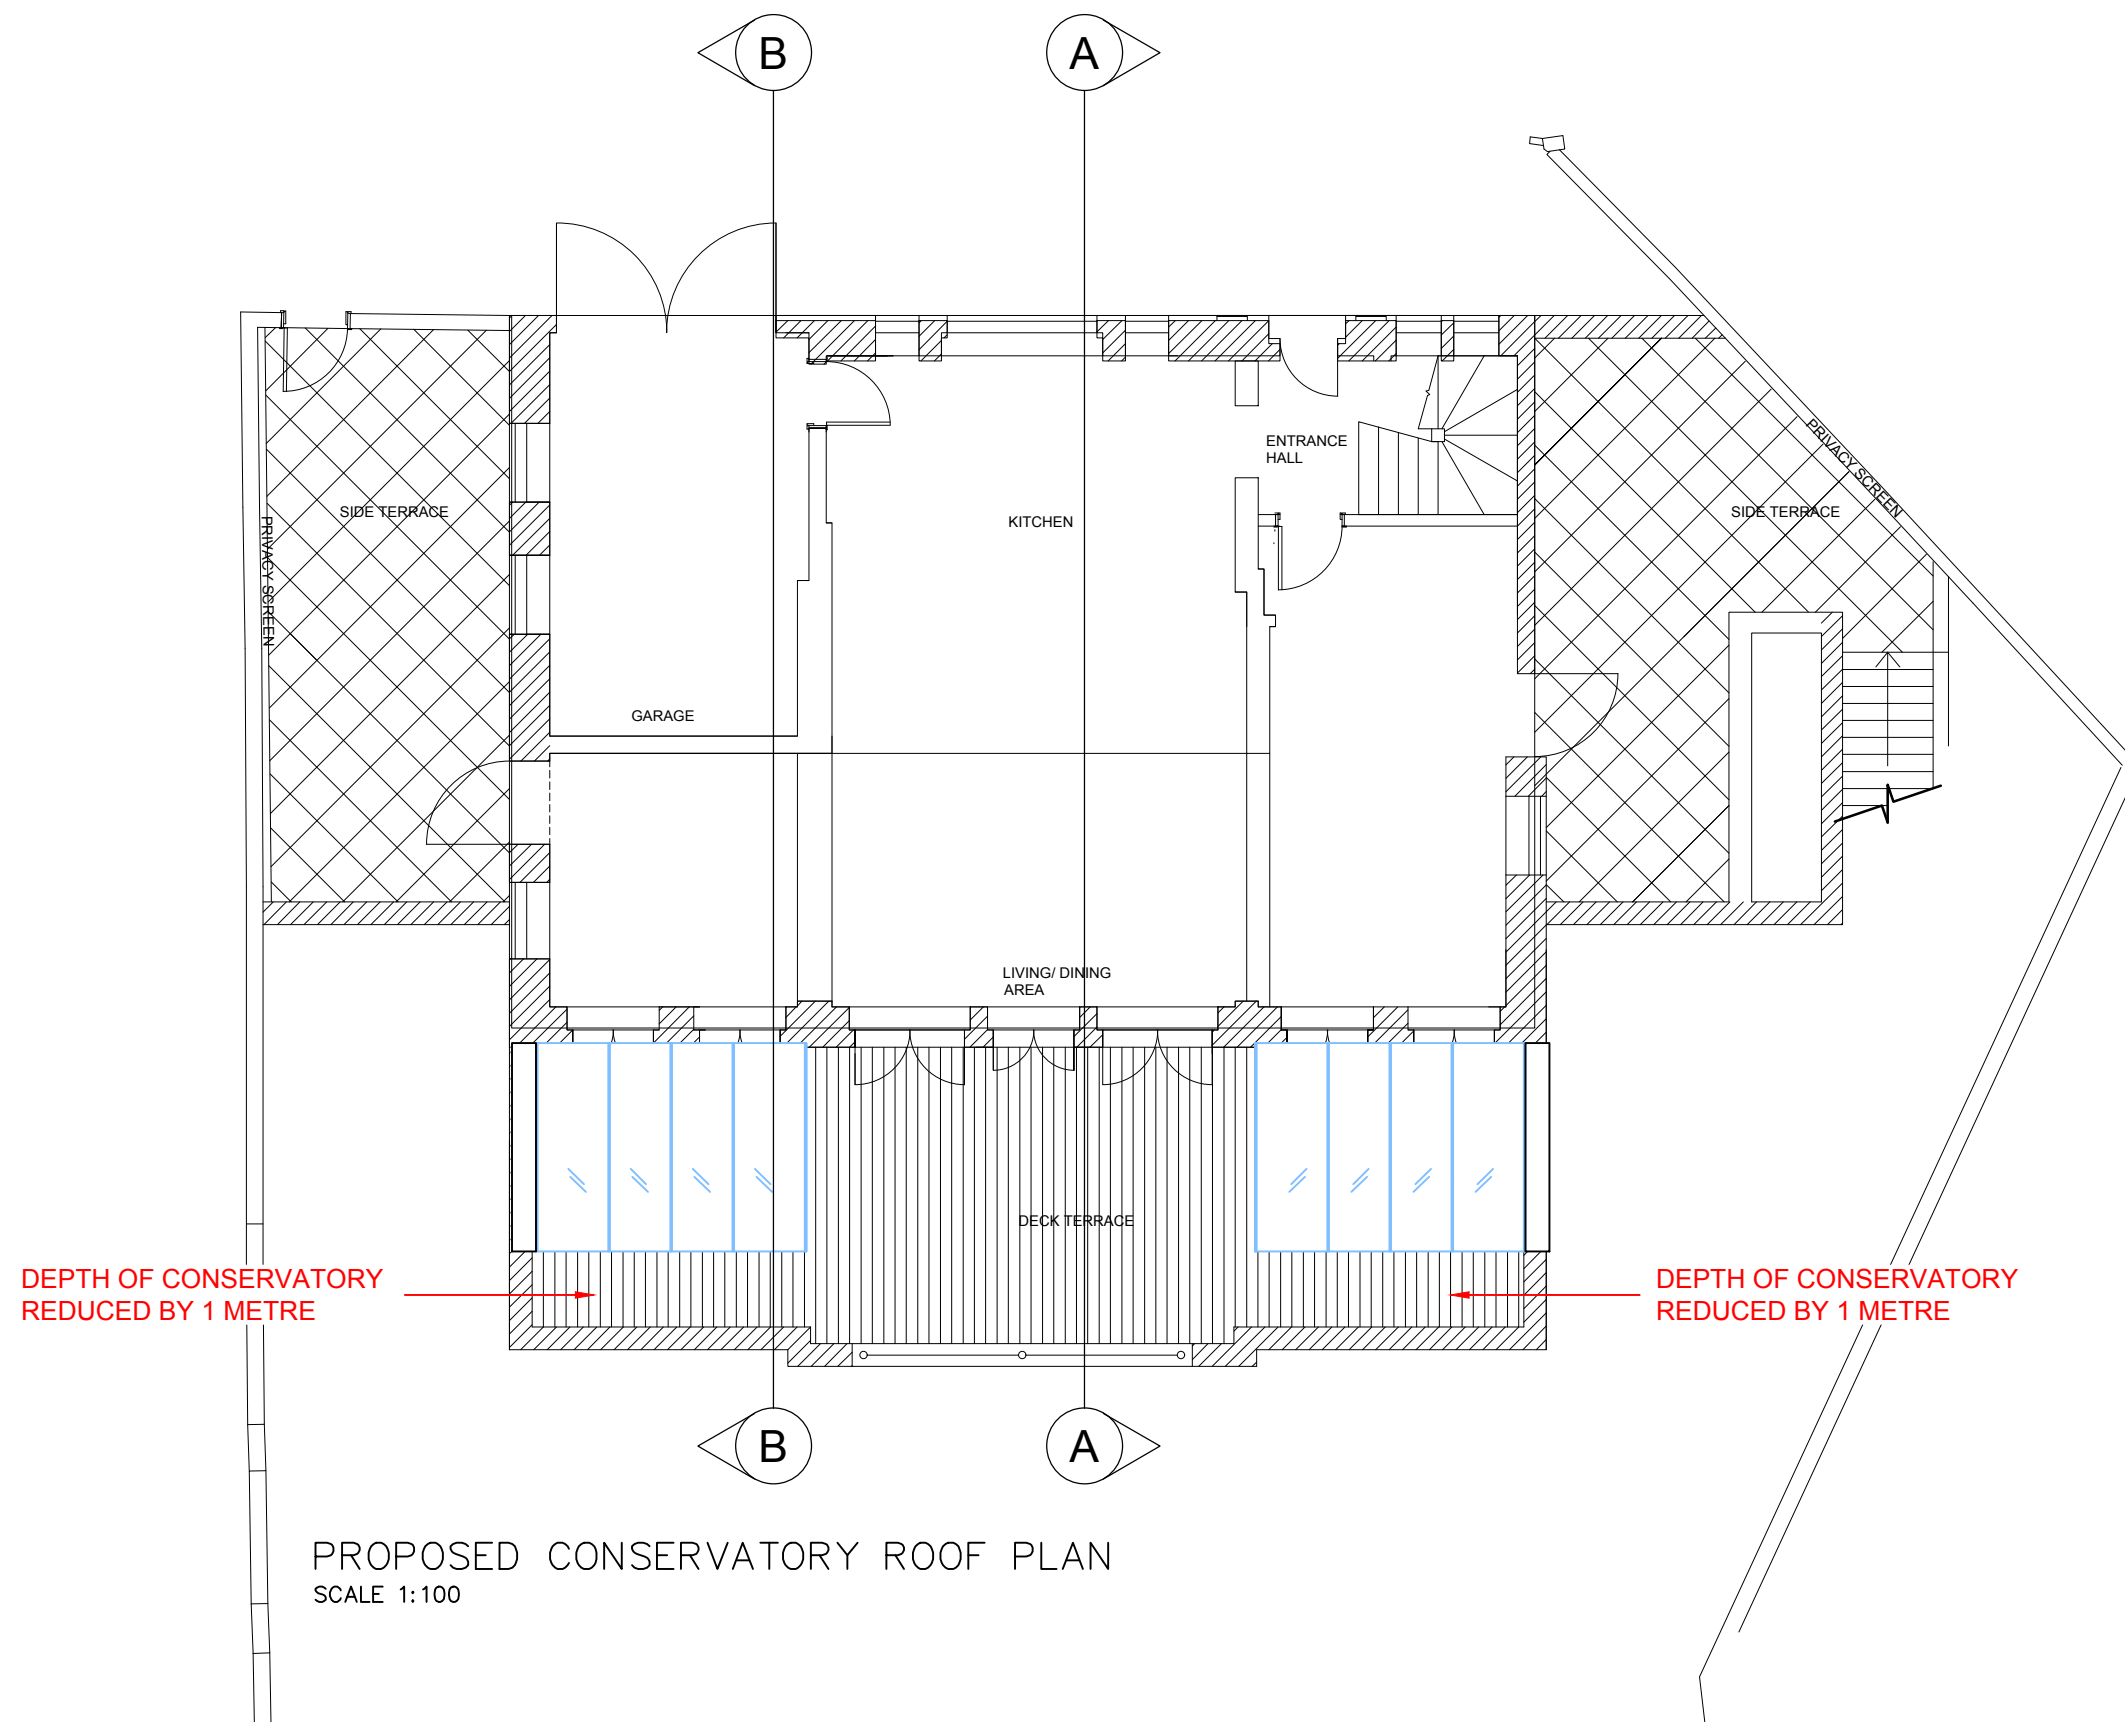 B
A
ENTRANCE
HALL
PRIVACY SCREEN
SIDE TERRACE
SIDE TERRACE
KITCHEN
PRIVACY SCREEN
GARAGE
LIVING/ DINING
AREA
DECK TERRACE
DEPTH OF CONSERVATORY
REDUCED BY 1 METRE
DEPTH OF CONSERVATORY
REDUCED BY 1 METRE
B
A
PROPOSED CONSERVATORY ROOF PLAN
SCALE 1:100